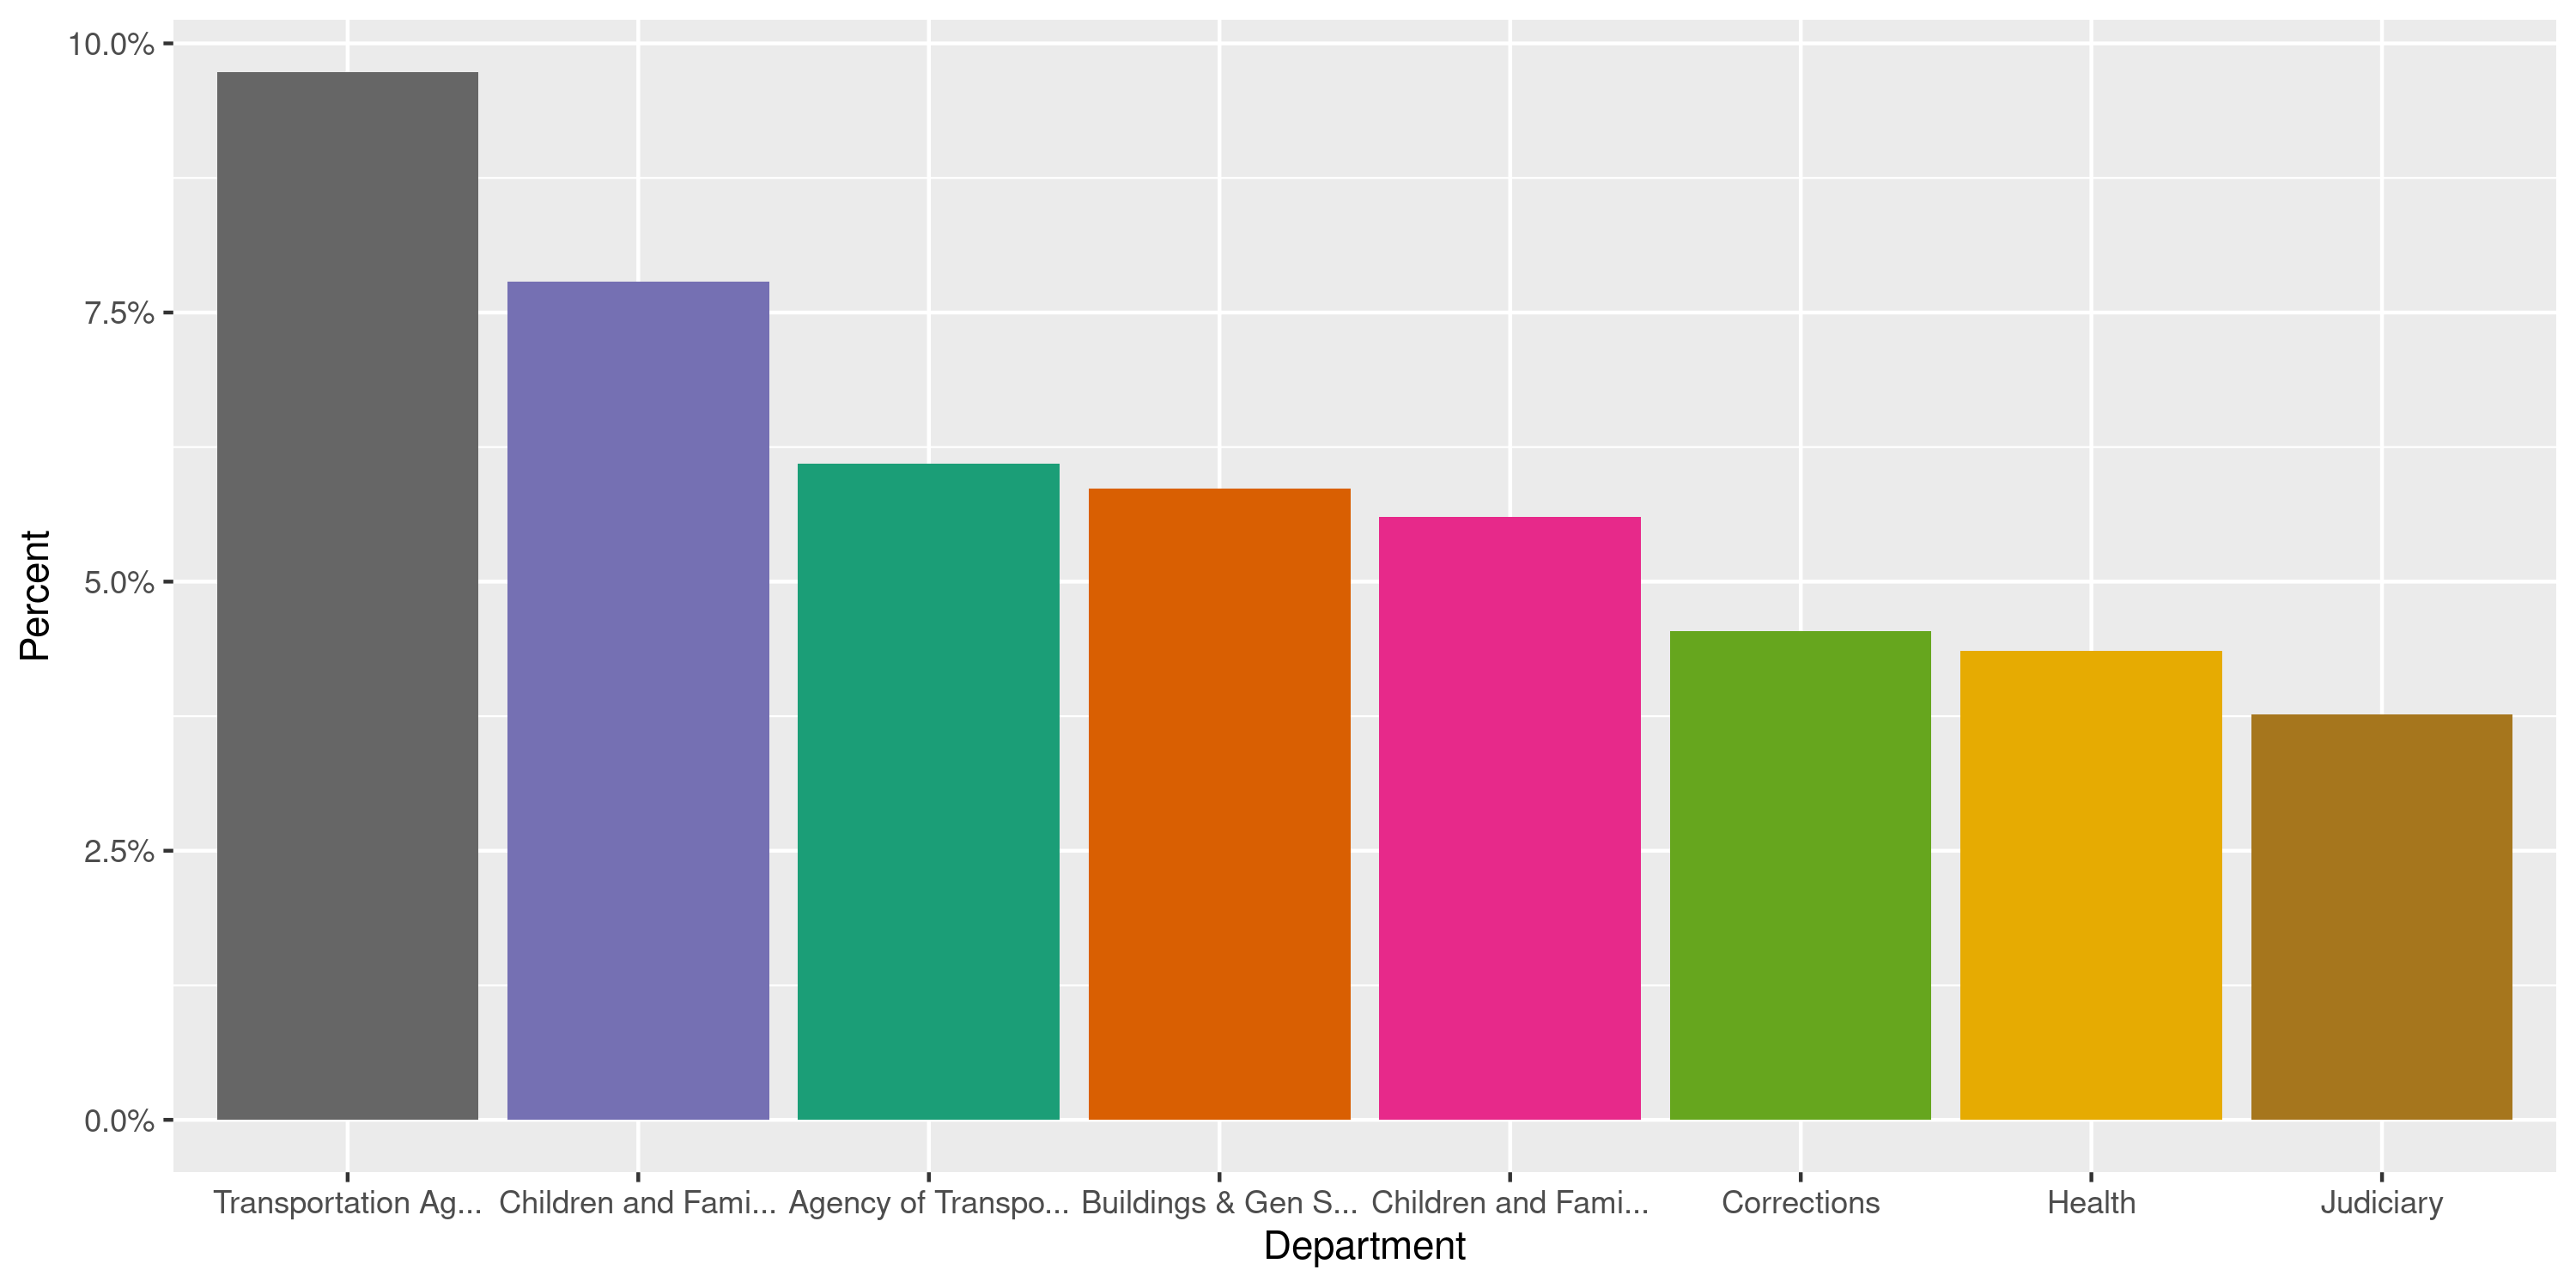 10.0%
7.5%
5.0%
2.5%
0.0%
Percent
Transportation Ag... Children and Fami... Agency of Transpo... Buildings & Gen S... Children and Fami... Corrections Health Judiciary
Department